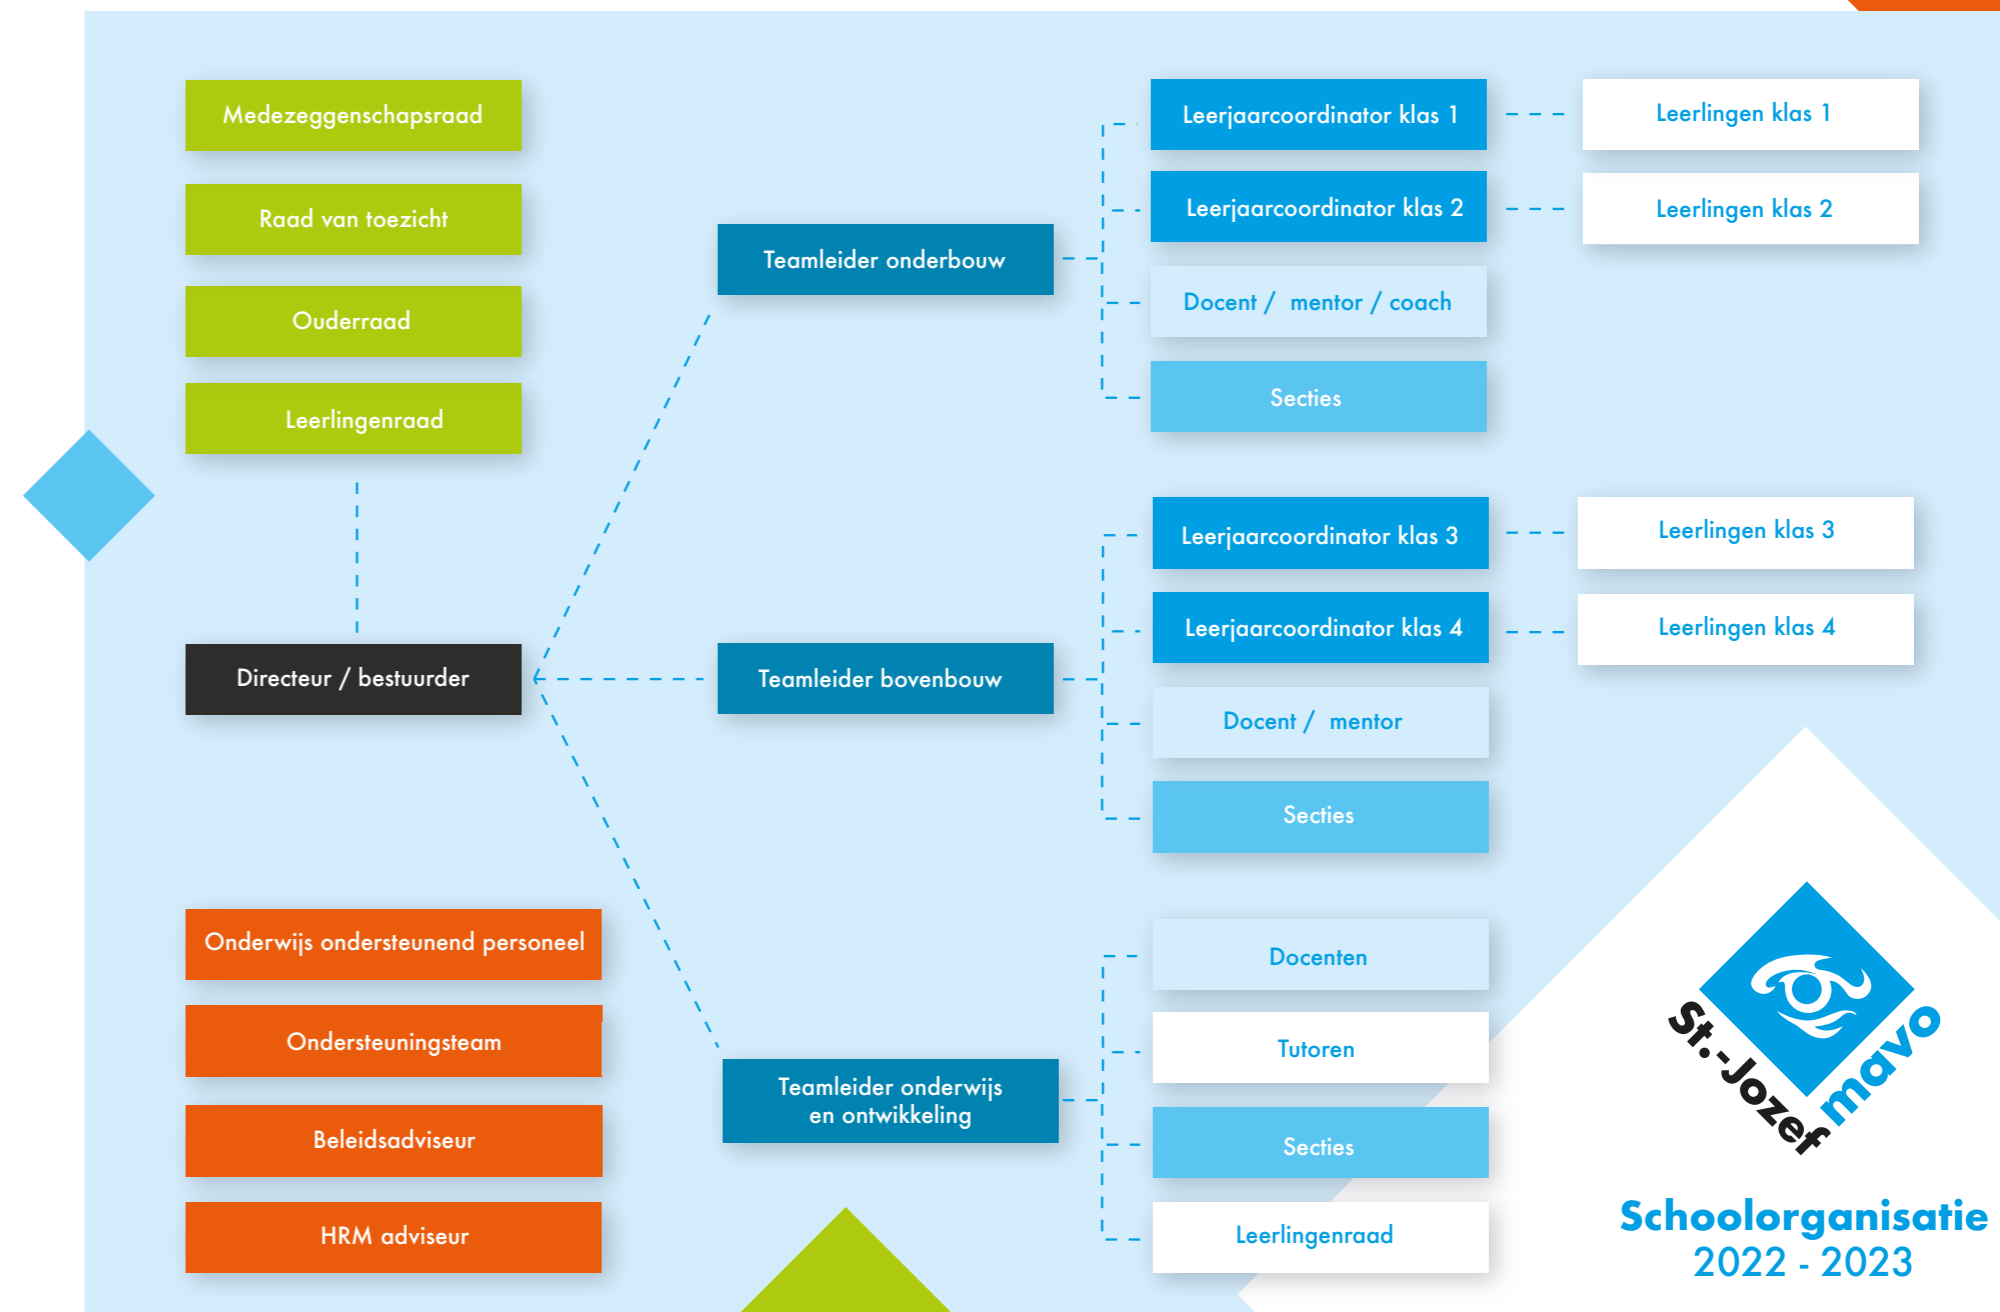 Medezeggenschapsraad
Raad van toezicht
Ouderraad
Leerlingenraad
Directeur / bestuurder
Onderwijs ondersteunend personeel
Ondersteuningsteam
Beleidsadviseur
HRM adviseur
Teamleider onderbouw
Teamleider bovenbouw
Teamleider onderwijs
en ontwikkeling
Leerjaarcoordinator klas 1
Leerjaarcoordinator klas 2
Docent / mentor / coach
Secties
Leerjaarcoordinator klas 3
Leerjaarcoordinator klas 4
Docent / mentor
Secties
Docenten
Tutoren
Secties
Leerlingenraad
Leerlingen klas 1
Leerlingen klas 2
Leerlingen klas 3
Leerlingen klas 4
St.-Jozef
mavo
Schoolorganisatie
2022 - 2023